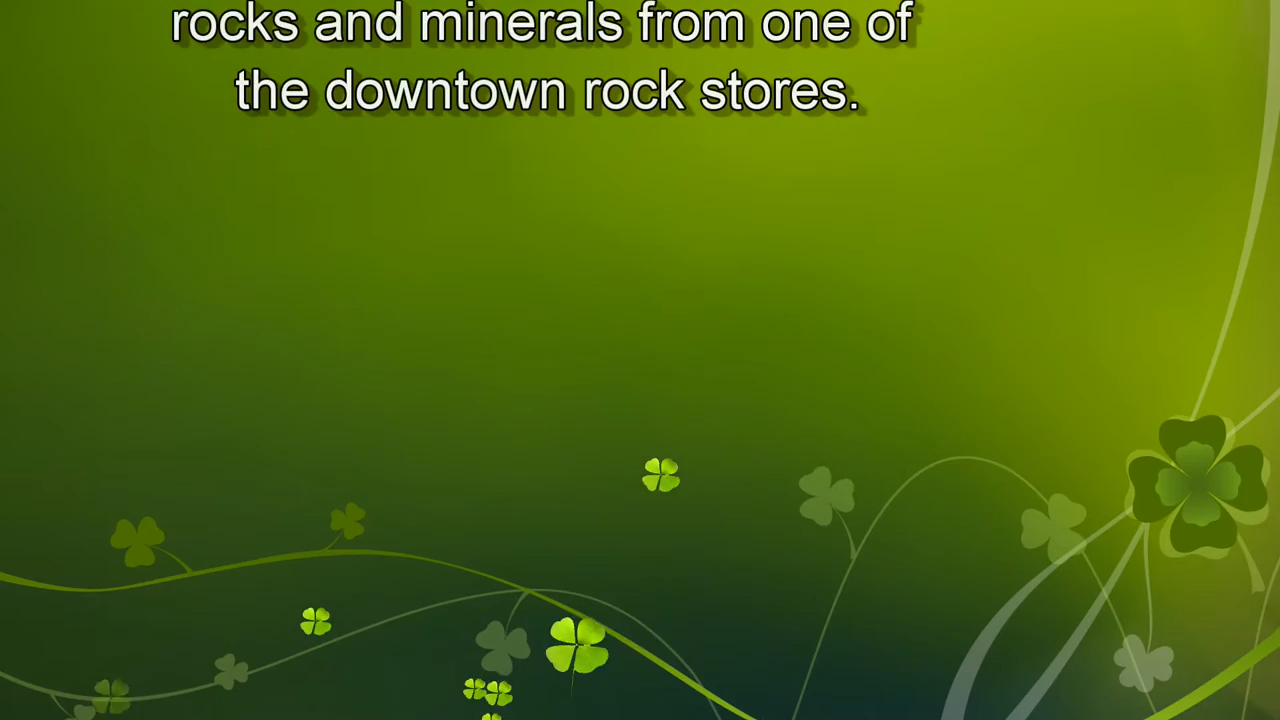 rocks and minerals from one of
the downtown rock stores.